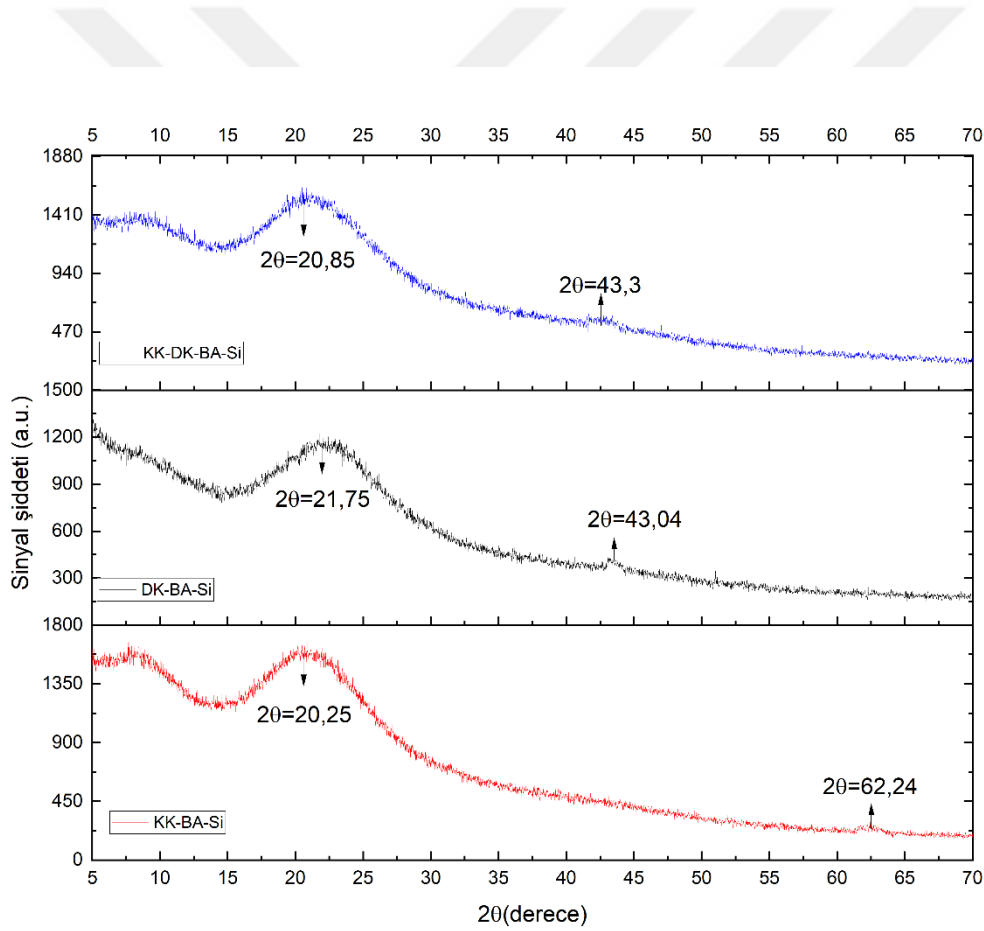 5 10 15 20 25 30 35 40 45 50 55 60 65 70
1880
1410
940
470
2θ=20,85
2θ=43,3
KK-DK-BA-Si
1500
1200
900
600
300
2θ=21,75
2θ=43,04
DK-BA-Si
1800
1350
900
450
0
2θ=20,25
2θ=62,24
KK-BA-Si
Sinyal şiddeti (a.u.)
5 10 15 20 25 30 35 40 45 50 55 60 65 70
2θ(derece)